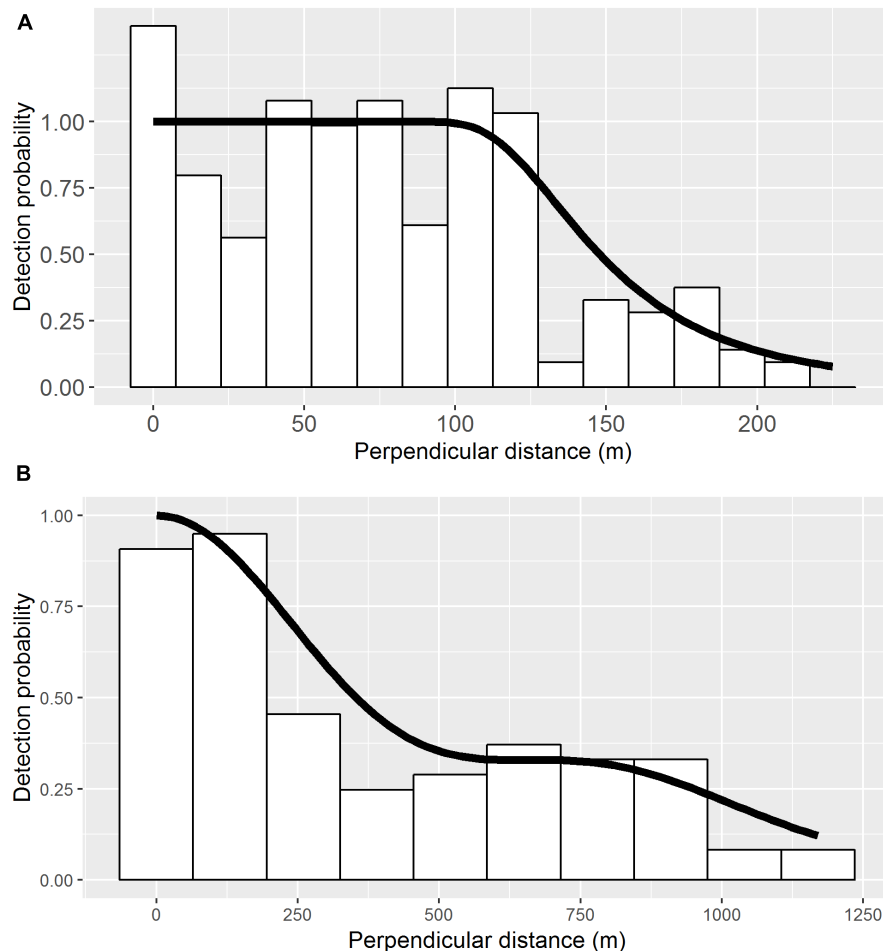 A
Detection probability
1.00
0.75
0.50
0.25
0.00
0 50 100 150 200
Perpendicular distance (m)
B
Detection probability
1.00
0.75
0.50
0.25
0.00
0 250 500 750 1000 1250
Perpendicular distance (m)